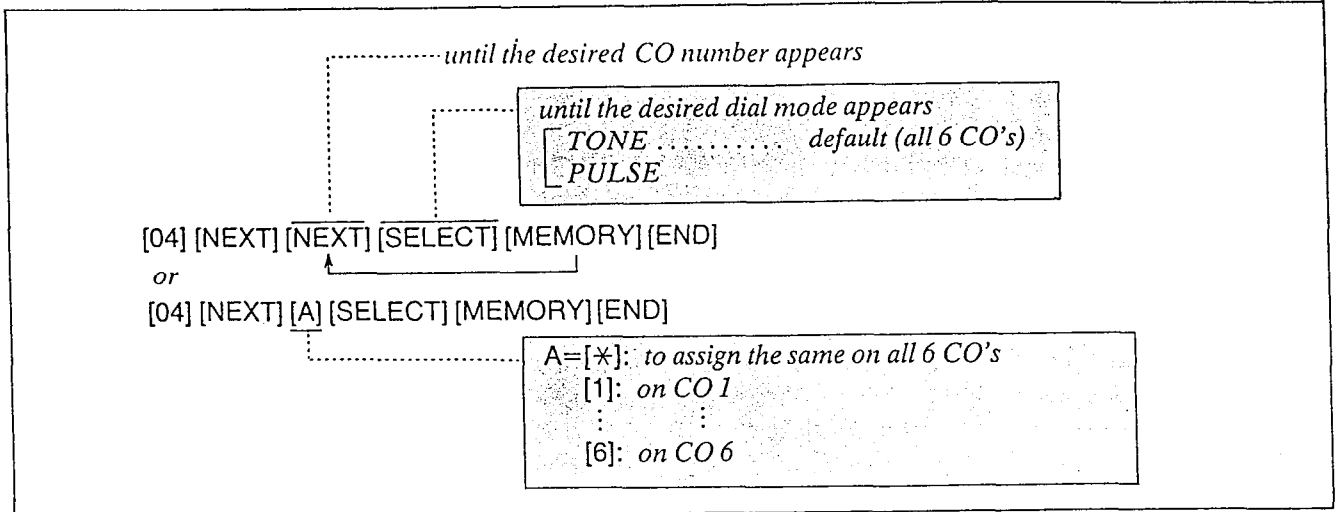 until the desired CO number appears
until the desired dial mode appears
TONE .......... default (all 6 CO's)
PULSE
[04] [NEXT] [NEXT] [SELECT] [MEMORY] [END]
or
[04] [NEXT] [A] [SELECT] [MEMORY] [END]
A=[*]: to assign the same on all 6 CO's
[1]: on CO 1
⋮ ⋮
[6]: on CO 6